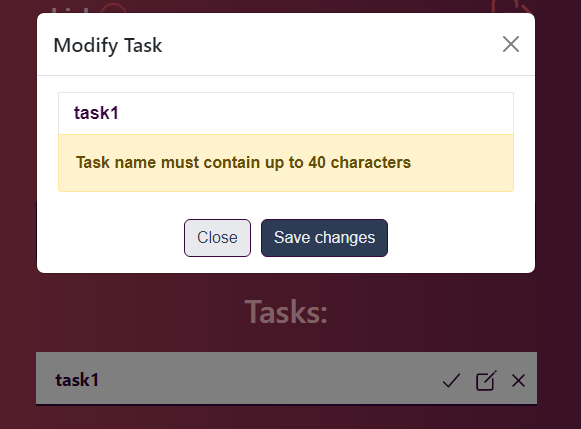 Modify Task
task1
Task name must contain up to 40 characters
Close
Save changes
Tasks:
task1